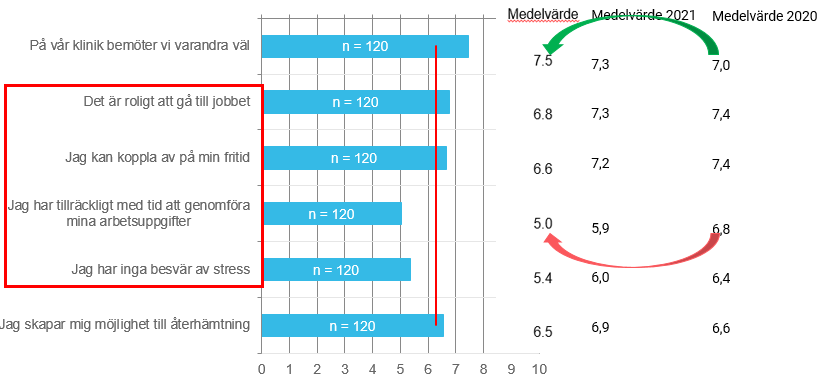 Medelvärde Medelvärde 2021 Medelvärde 2020
På vår klinik bemöter vi varandra väl n = 120 7.5 7,3 7,0
Det är roligt att gå till jobbet n = 120 6.8 7,3 7,4
Jag kan koppla av på min fritid n = 120 6.6 7,2 7,4
Jag har tillräckligt med tid att genomföra
mina arbetsuppgifter n = 120 5.0 5,9 6,8
Jag har inga besvär av stress n = 120 5.4 6,0 6,4
Jag skapar mig möjlighet till återhämtning n = 120 6.5 6,9 6,6
0 1 2 3 4 5 6 7 8 9 10